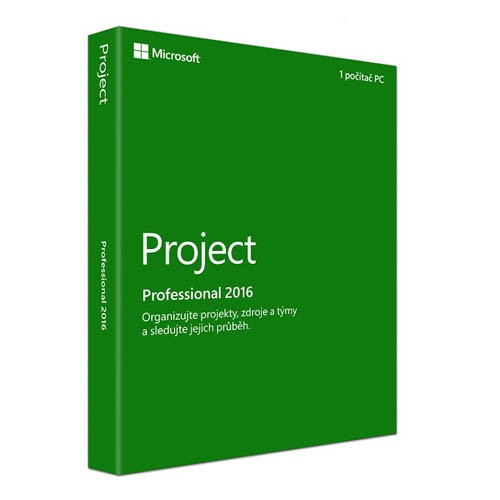 Microsoft
1 počítač PC
Project
Professional 2016
Organizujte projekty, zdroje a týmy
a sledujte jejich průběh.
Project
Professional 2016